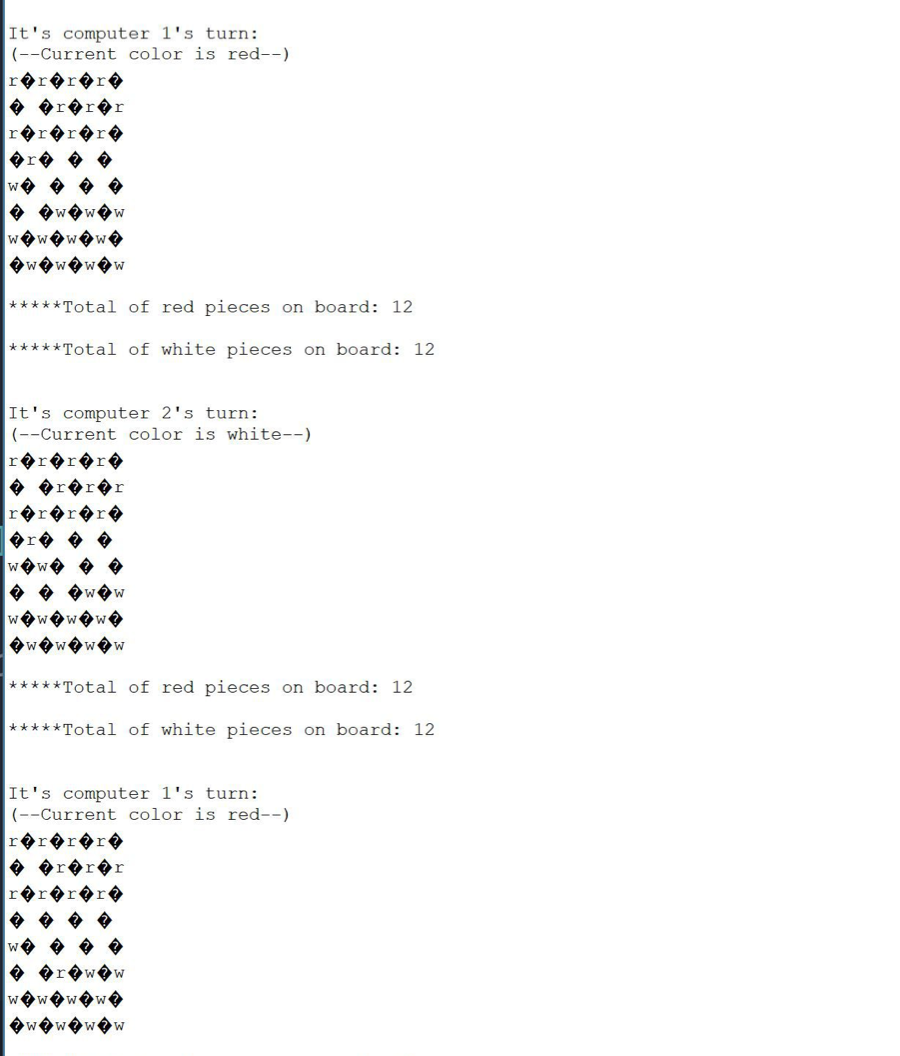 It's computer 1's turn:
(--Current color is red--)
r�r�r�r�
� �r�r�r
r�r�r�r�
�r� � �
w� � � �
� �w�w�w
w�w�w�w�
�w�w�w�w
*****Total of red pieces on board: 12
*****Total of white pieces on board: 12
It's computer 2's turn:
(--Current color is white--)
r�r�r�r�
� �r�r�r
r�r�r�r�
�r� � �
w�w� � �
� � �w�w
w�w�w�w�
�w�w�w�w
*****Total of red pieces on board: 12
*****Total of white pieces on board: 12
It's computer 1's turn:
(--Current color is red--)
r�r�r�r�
� �r�r�r
r�r�r�r�
� � � �
w� � � �
� �r�w�w
w�w�w�w�
�w�w�w�w